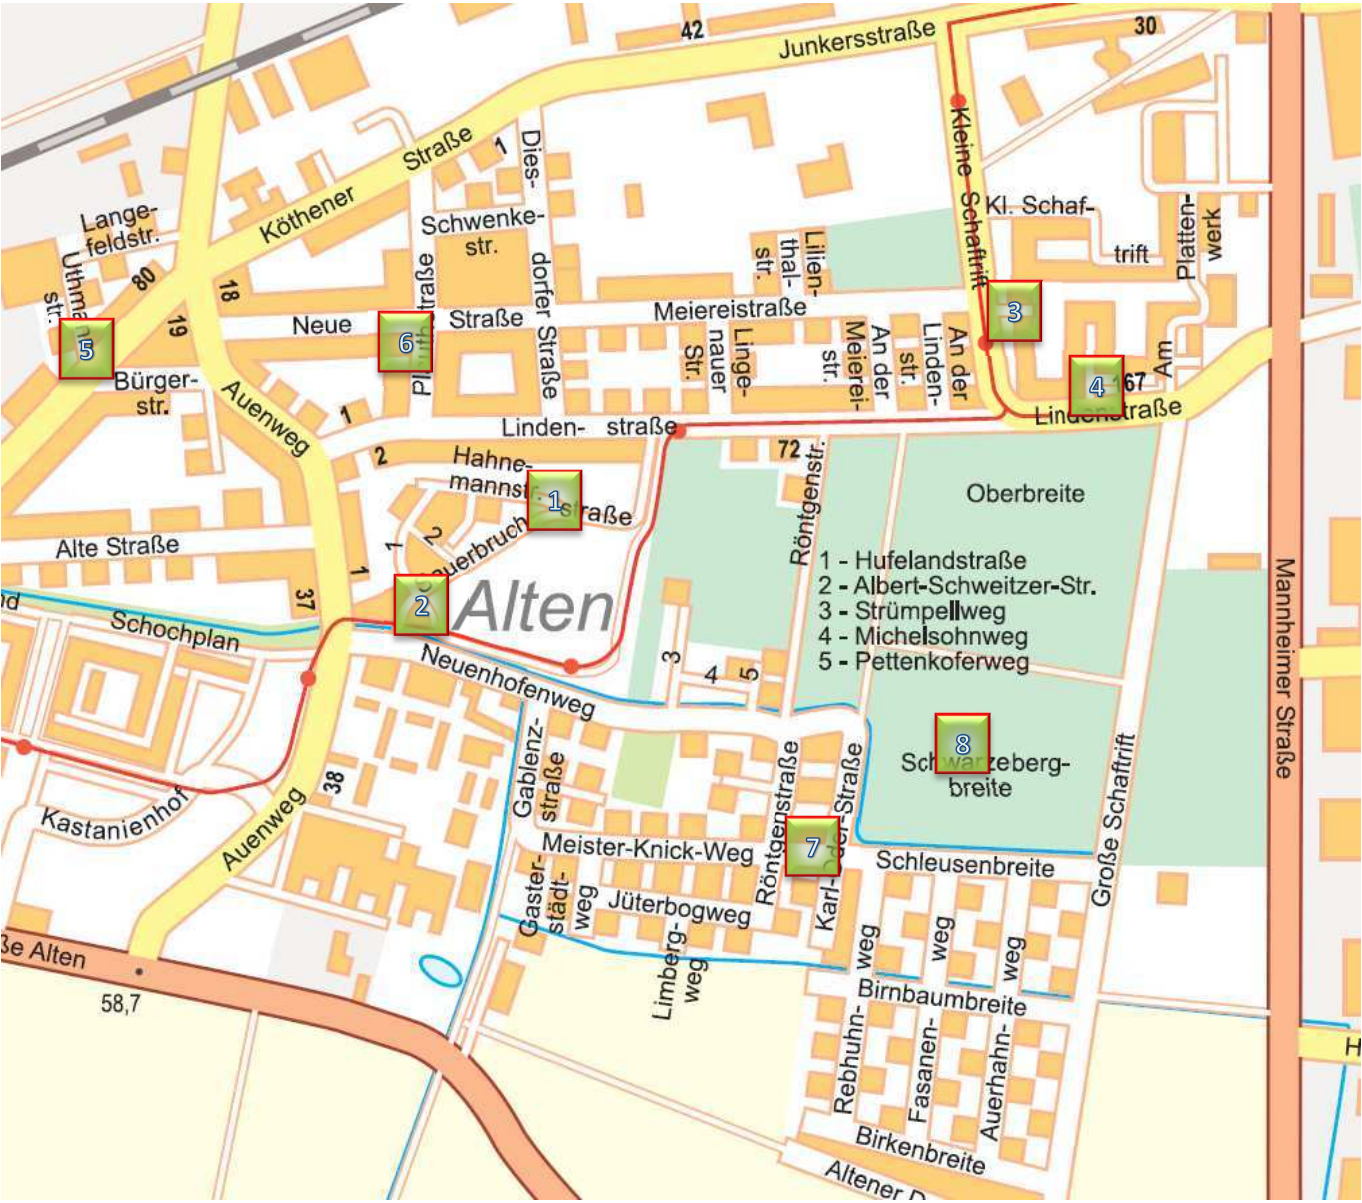 42
30
Junkersstraße
Köthener Straße
1
Dies-
dorfer Straße
Schwenke-
str.
Lange-
feldstr.
80
18
19
5
6
3
4
Neue
Straße
Meiereistraße
Lilien-
thal-
str.
Kleine Schaftrift
Kl. Schaf-
trift
Platten-
werk
Am
Bürger-
str.
Auenweg
1
2
Linge-
nauer
Str.
Meierei-
str.
An der
Linden-
str.
An der
167
Lindenstraße
Linden- straße
72
Hahne-
mannstr.
1
straße
1
2
2
Alten
Röntgenstr.
Oberbreite
1 - Hufelandstraße
2 - Albert-Schweitzer-Str.
3 - Strümpellweg
4 - Michelsohnweg
5 - Pettenkoferweg
Mannheimer Straße
Alte Straße
1
37
Schochplan
Neuenhofenweg
3
4
5
8
breite
Große Schaftrift
Gablenz-
straße
38
Kastanienhof
Auenweg
Röntgenstraße
7
Karl-
Straße
Meister-Knick-Weg
Schleusenbreite
Gaster-
städt-
weg
Jüterbogweg
Limberg-
weg
weg
weg
weg
Birnbaumbreite
Rebhuhn-
Fasanen-
Auerhahn-
Birkenbreite
Altener
ße Alten
58,7
H